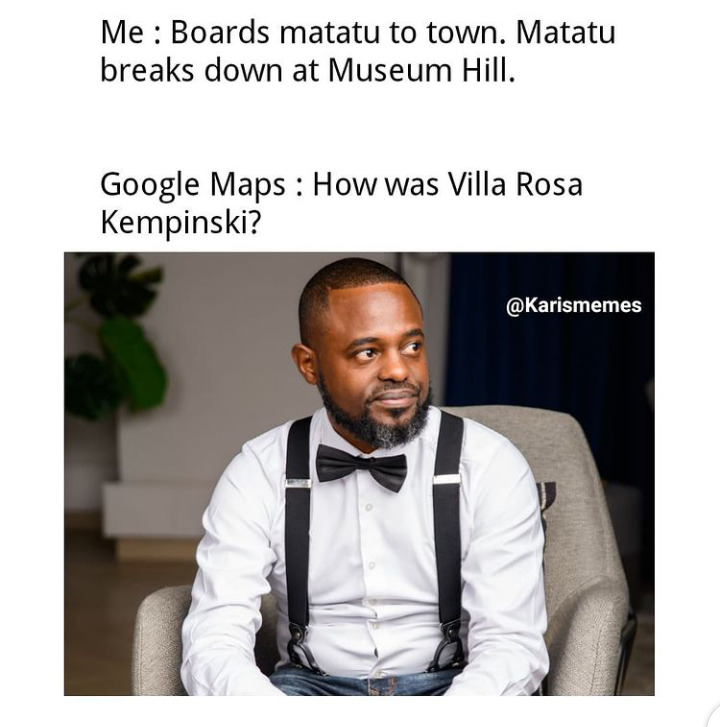 Me : Boards matatu to town. Matatu
breaks down at Museum Hill.
Google Maps : How was Villa Rosa
Kempinski?
@Karismemes